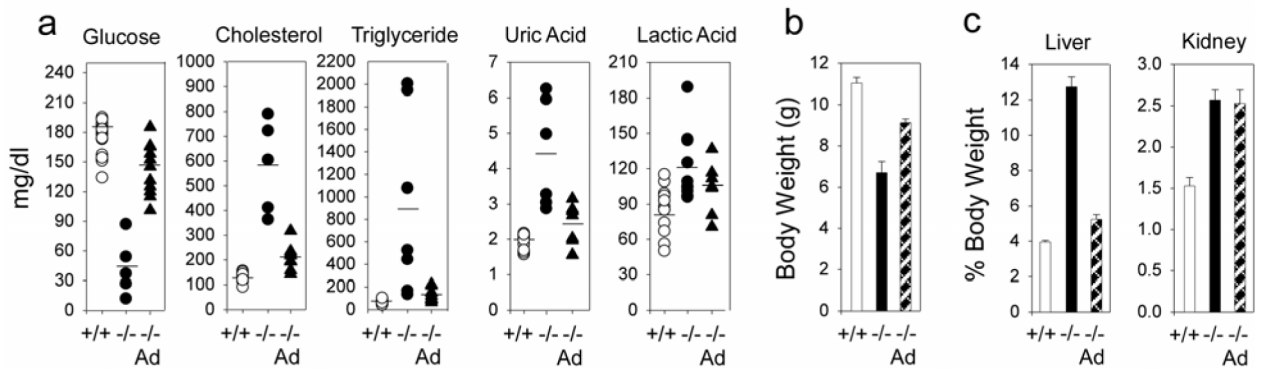 a
Glucose
mg/dl
240
210
180
150
120
90
60
30
0
+/+ -/- -/-
Ad
Cholesterol
1000
900
800
700
600
500
400
300
200
100
0
+/+ -/- -/-
Ad
Triglyceride
2200
2000
1800
1600
1400
1200
1000
800
600
400
200
0
+/+ -/- -/-
Ad
Uric Acid
7
6
5
4
3
2
1
0
+/+ -/- -/-
Ad
Lactic Acid
210
180
150
120
90
60
30
0
+/+ -/- -/-
Ad
b
Body Weight (g)
12
10
8
6
4
2
0
+/+ -/- -/-
Ad
c
% Body Weight
Liver
14
12
10
8
6
4
2
0
+/+ -/- -/-
Ad
Kidney
3.0
2.5
2.0
1.5
1.0
0.5
0.0
+/+ -/- -/-
Ad